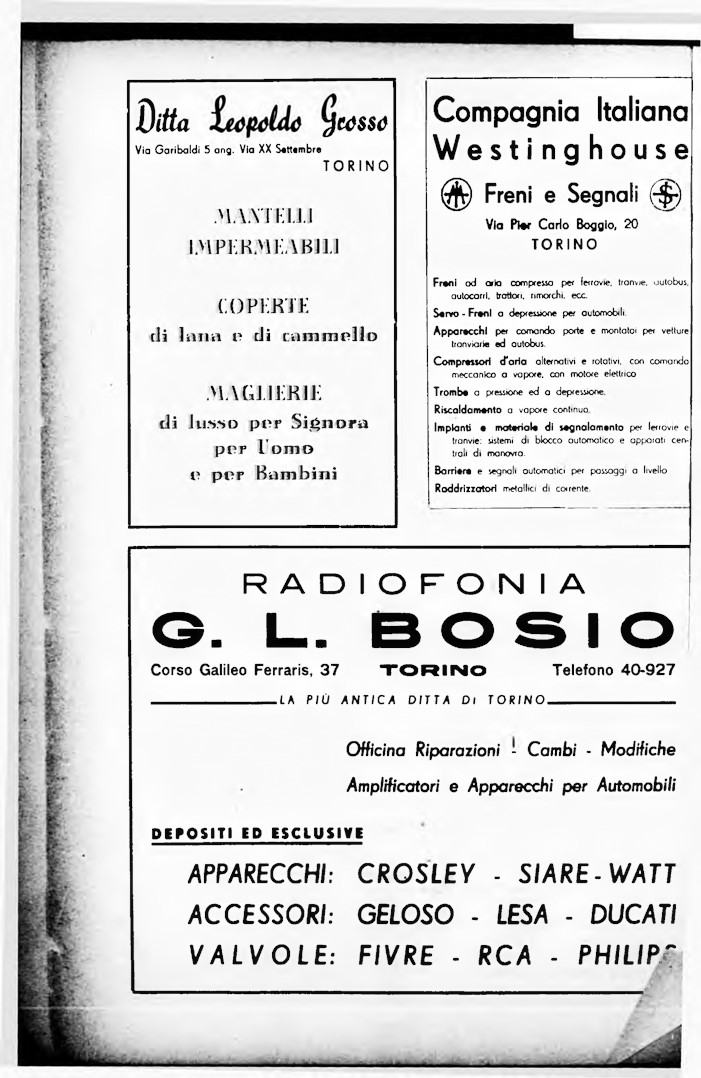 Ditta Leopoldo Grosso
Via Garibaldi 5 ang. Via XX Settembre
TORINO
MANTELLI
IMPERMEABILI
COPERTE
di lana e di cammello
MAGLIERIE
di lusso per Signora
per Uomo
e per Bambini
Compagnia Italiana
Westinghouse
Freni e Segnali
Via Pier Carlo Boggio, 20
TORINO
Freni ad aria compressa per ferrovie, tranvie, autobus,
autocarri, trattori, rimorchi, ecc.
Servo-Freni a depressione per automobili.
Apparecchi per comando porte e montatoi per vetture
tranviarie ed autobus.
Compressori d'aria alternativi e rotativi, con comando
meccanico a vapore, con motore elettrico
Trombe a pressione ed a depressione.
Riscaldamento a vapore continuo.
Impianti e materiale di segnalamento per ferrovie e
tranvie: sistemi di blocco automatico e apparati cen-
trali di manovra.
Barriere e segnali automatici per passaggi a livello
Raddrizzatori metallici di corrente.
RADIOFONIA
G. L. BOSIO
Corso Galileo Ferraris, 37 TORINO Telefono 40-927
LA PIÙ ANTICA DITTA DI TORINO
Officina Riparazioni - Cambi - Modifiche
Amplificatori e Apparecchi per Automobili
DEPOSITI ED ESCLUSIVE
APPARECCHI: CROSLEY - SIARE-WATT
ACCESSORI: GELOSO - LESA - DUCATI
VALVOLE: FIVRE - RCA - PHILIPS